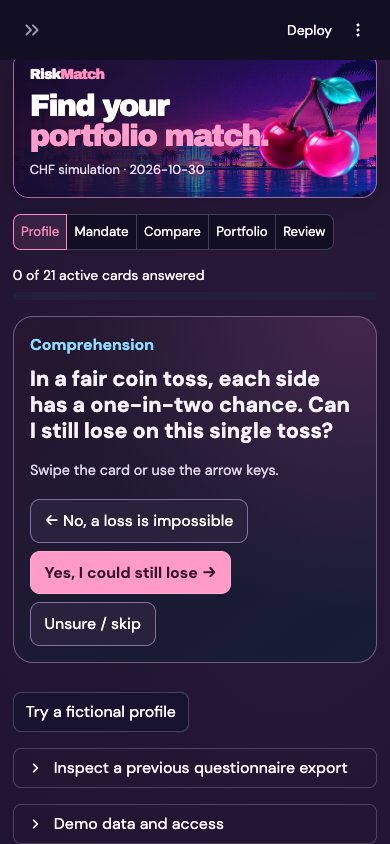 Deploy
RiskMatch
Find your
portfolio match.
CHF simulation · 2026-10-30
Profile
Mandate
Compare
Portfolio
Review
0 of 21 active cards answered
Comprehension
In a fair coin toss, each side
has a one-in-two chance. Can
I still lose on this single toss?
Swipe the card or use the arrow keys.
← No, a loss is impossible
Yes, I could still lose →
Unsure / skip
Try a fictional profile
Inspect a previous questionnaire export
Demo data and access